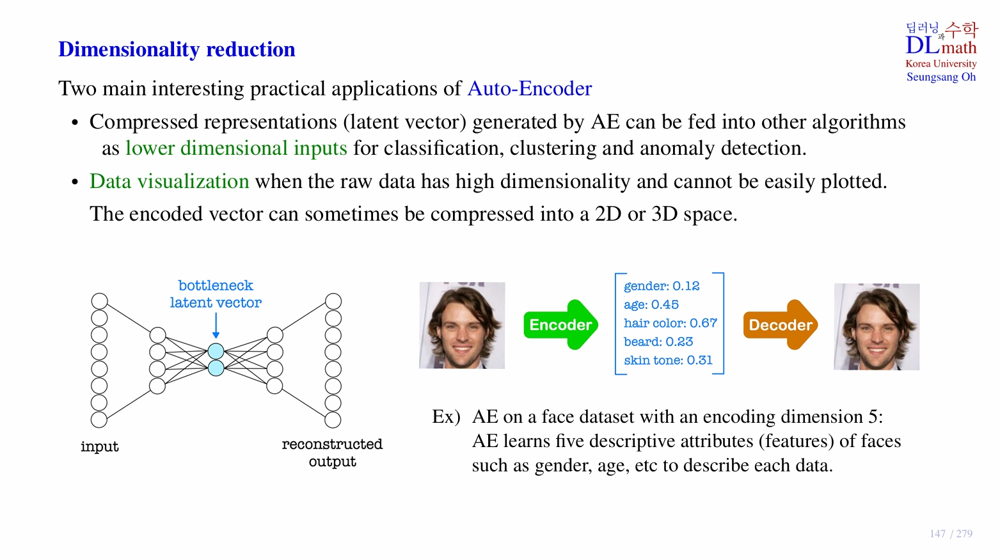 Dimensionality reduction
딥러닝과 수학
DL math
Korea University
Seungsang Oh
Two main interesting practical applications of Auto-Encoder
• Compressed representations (latent vector) generated by AE can be fed into other algorithms
as lower dimensional inputs for classification, clustering and anomaly detection.
• Data visualization when the raw data has high dimensionality and cannot be easily plotted.
The encoded vector can sometimes be compressed into a 2D or 3D space.
bottleneck
latent vector
input
reconstructed
output
Encoder
gender: 0.12
age: 0.45
hair color: 0.67
beard: 0.23
skin tone: 0.31
Decoder
Ex) AE on a face dataset with an encoding dimension 5:
AE learns five descriptive attributes (features) of faces
such as gender, age, etc to describe each data.
147 / 279